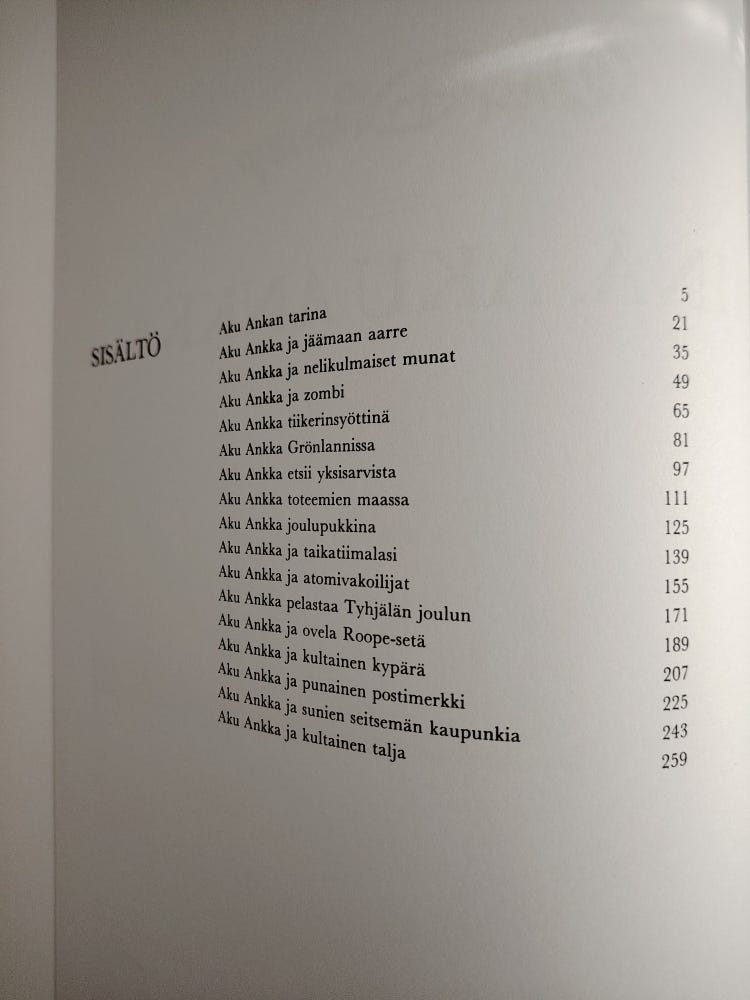 SISÄLTÖ
Aku Ankan tarina 5
Aku Ankka ja jäämaan aarre 21
Aku Ankka ja nelikulmaiset munat 35
Aku Ankka ja zombi 49
Aku Ankka tiikerinsyöttinä 65
Aku Ankka Grönlannissa 81
Aku Ankka etsii yksisarvista 97
Aku Ankka toteemien maassa 111
Aku Ankka joulupukkina 125
Aku Ankka ja taikatiimalasi 139
Aku Ankka ja atomivakoilijat 155
Aku Ankka pelastaa Tyhjälän joulun 171
Aku Ankka ja ovela Roope-setä 189
Aku Ankka ja kultainen kypärä 207
Aku Ankka ja punainen postimerkki 225
Aku Ankka ja sunien seitsemän kaupunkia 243
Aku Ankka ja kultainen talja 259